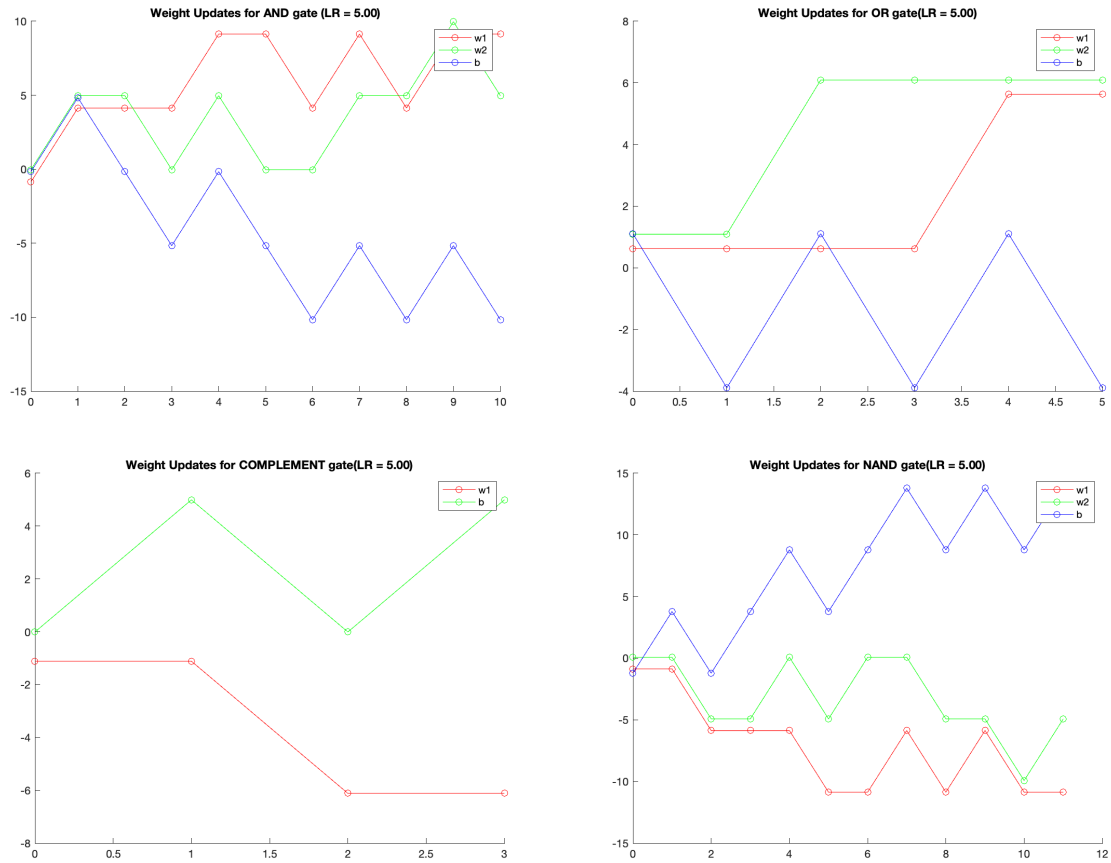 Weight Updates for AND gate (LR = 5.00)
10
5
0
-5
-10
-15
0 1 2 3 4 5 6 7 8 9 10
w1
w2
b
Weight Updates for OR gate(LR = 5.00)
8
6
4
2
0
-2
-4
0 0.5 1 1.5 2 2.5 3 3.5 4 4.5 5
w1
w2
b
Weight Updates for COMPLEMENT gate(LR = 5.00)
6
4
2
0
-2
-4
-6
-8
0 0.5 1 1.5 2 2.5 3
w1
b
Weight Updates for NAND gate(LR = 5.00)
15
10
5
0
-5
-10
-15
0 2 4 6 8 10 12
w1
w2
b